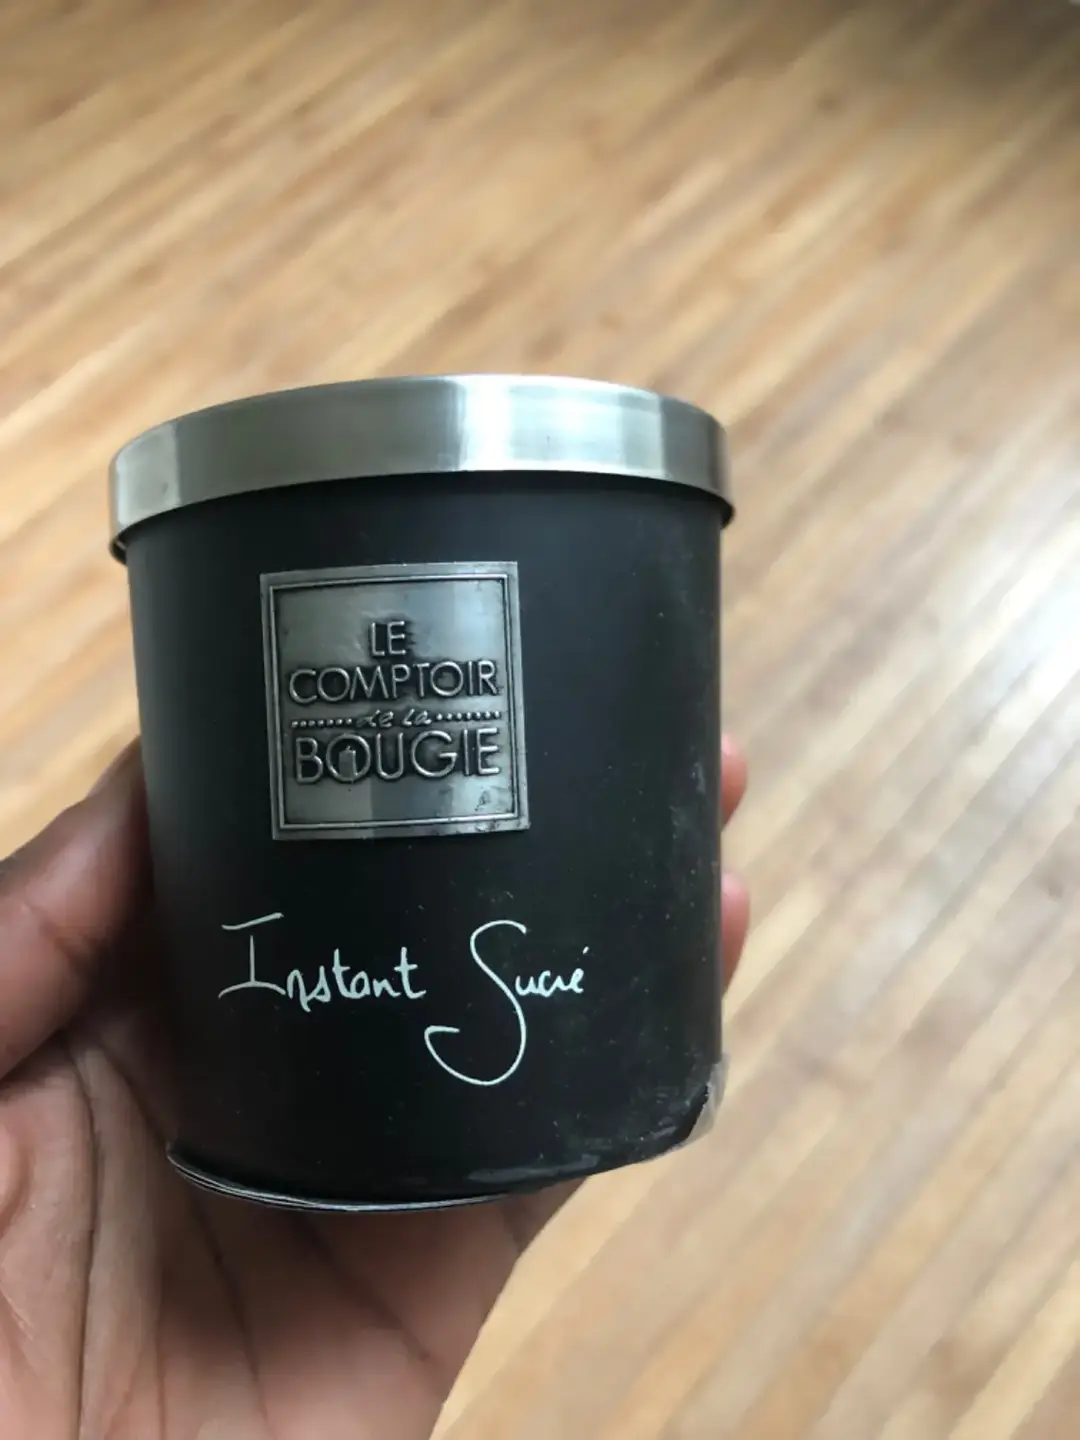 LE
COMPTOIR
de la
BOUGIE
Instant Sucré